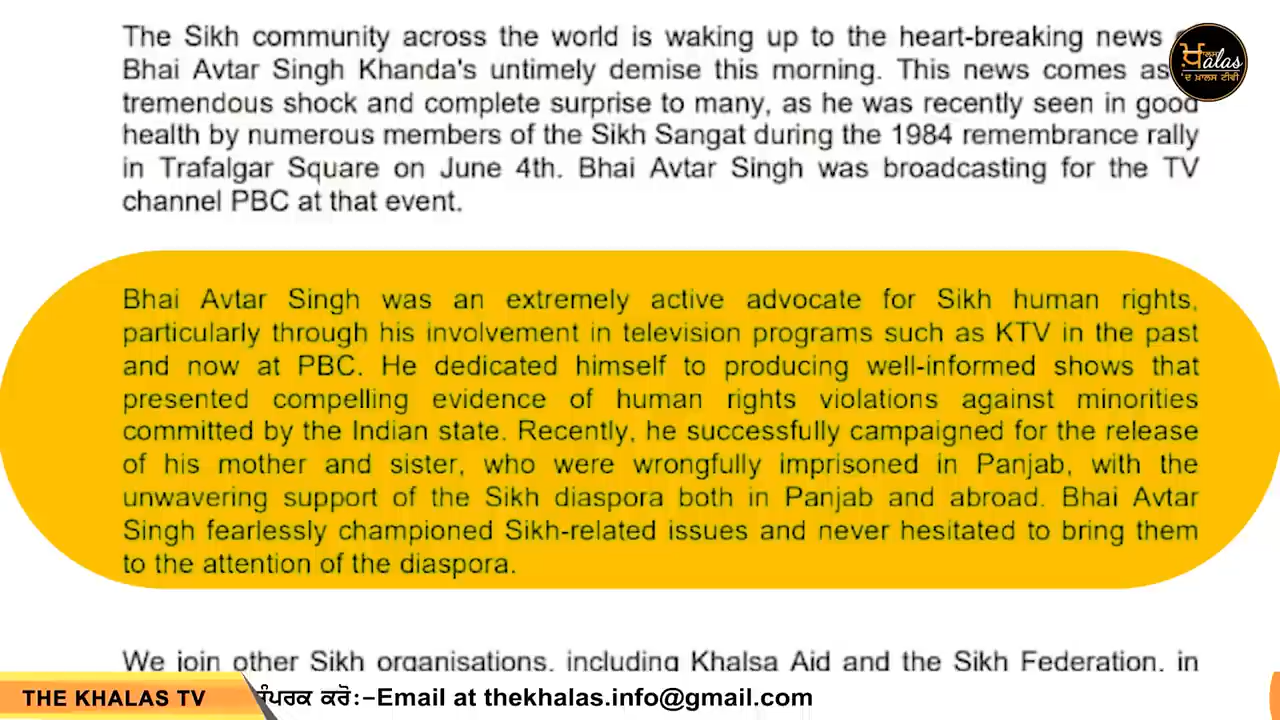 The Sikh community across the world is waking up to the heart-breaking news
Bhai Avtar Singh Khanda's untimely demise this morning. This news comes as
tremendous shock and complete surprise to many, as he was recently seen in good
health by numerous members of the Sikh Sangat during the 1984 remembrance rally
in Trafalgar Square on June 4th. Bhai Avtar Singh was broadcasting for the TV
channel PBC at that event.
Bhai Avtar Singh was an extremely active advocate for Sikh human rights,
particularly through his involvement in television programs such as KTV in the past
and now at PBC. He dedicated himself to producing well-informed shows that
presented compelling evidence of human rights violations against minorities
committed by the Indian state. Recently, he successfully campaigned for the release
of his mother and sister, who were wrongfully imprisoned in Panjab, with the
unwavering support of the Sikh diaspora both in Panjab and abroad. Bhai Avtar
Singh fearlessly championed Sikh-related issues and never hesitated to bring them
to the attention of the diaspora.
We join other Sikh organisations, including Khalsa Aid and the Sikh Federation, in
THE KHALAS TV
ਕਰੋ:-Email at thekhalas.info@gmail.com
alas
'ਦ ਖ਼ਾਲਸ ਟੀਵੀ